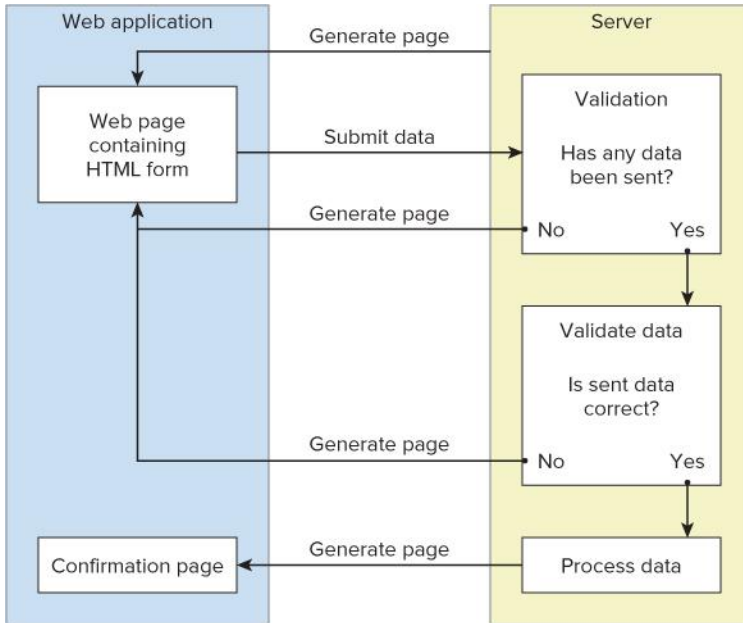 Web application
Generate page
Server
Web page
containing
HTML form
Submit data
Validation
Has any data
been sent?
Generate page
No
Yes
Validate data
Is sent data
correct?
Generate page
No
Yes
Confirmation page
Generate page
Process data